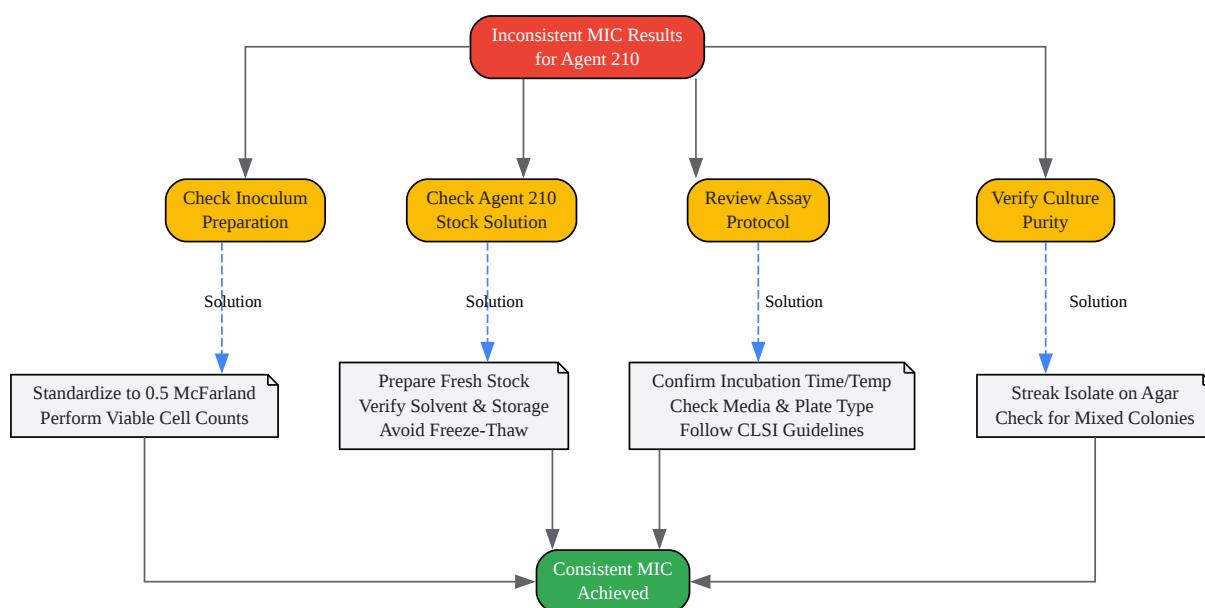 Inconsistent MIC Results
for Agent 210
Check Inoculum
Preparation
Check Agent 210
Stock Solution
Review Assay
Protocol
Verify Culture
Purity
Solution
Solution
Solution
Solution
Standardize to 0.5 McFarland
Perform Viable Cell Counts
Prepare Fresh Stock
Verify Solvent & Storage
Avoid Freeze-Thaw
Confirm Incubation Time/Temp
Check Media & Plate Type
Follow CLSI Guidelines
Streak Isolate on Agar
Check for Mixed Colonies
Consistent MIC
Achieved